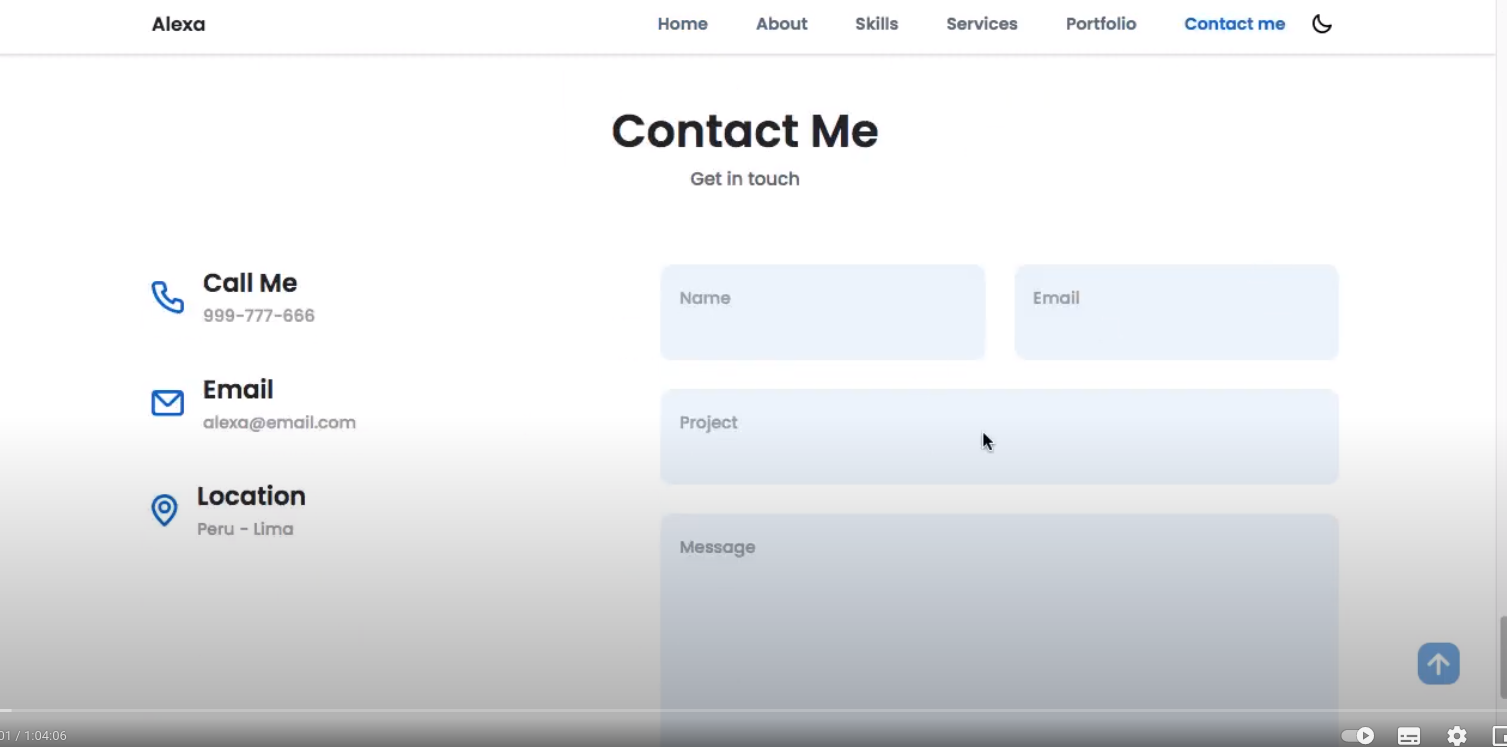 Alexa Home About Skills Services Portfolio Contact me
Contact Me
Get in touch
Call Me
999-777-666
Email
alexa@email.com
Location
Peru - Lima
Name Email
Project
Message
01 / 1:04:06